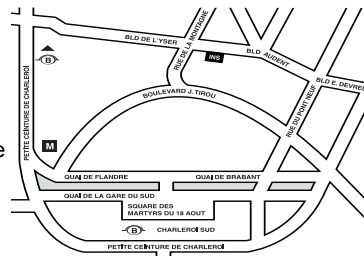 BLD DE L'YSER
RUE DE LA MONTAGNE
INS
BLD AUDENT
BLD E. DEVREU
B
PETITE CEINTURE DE CHARLEROI
BOULEVARD J. TIROU
RUE DU PONT NEUF
M
e
QUAI DE FLANDRE
QUAI DE BRABANT
QUAI DE LA GARE DU SUD
SQUARE DES
MARTYRS DU 18 AOUT
B
CHARLEROI SUD
PETITE CEINTURE DE CHARLEROI